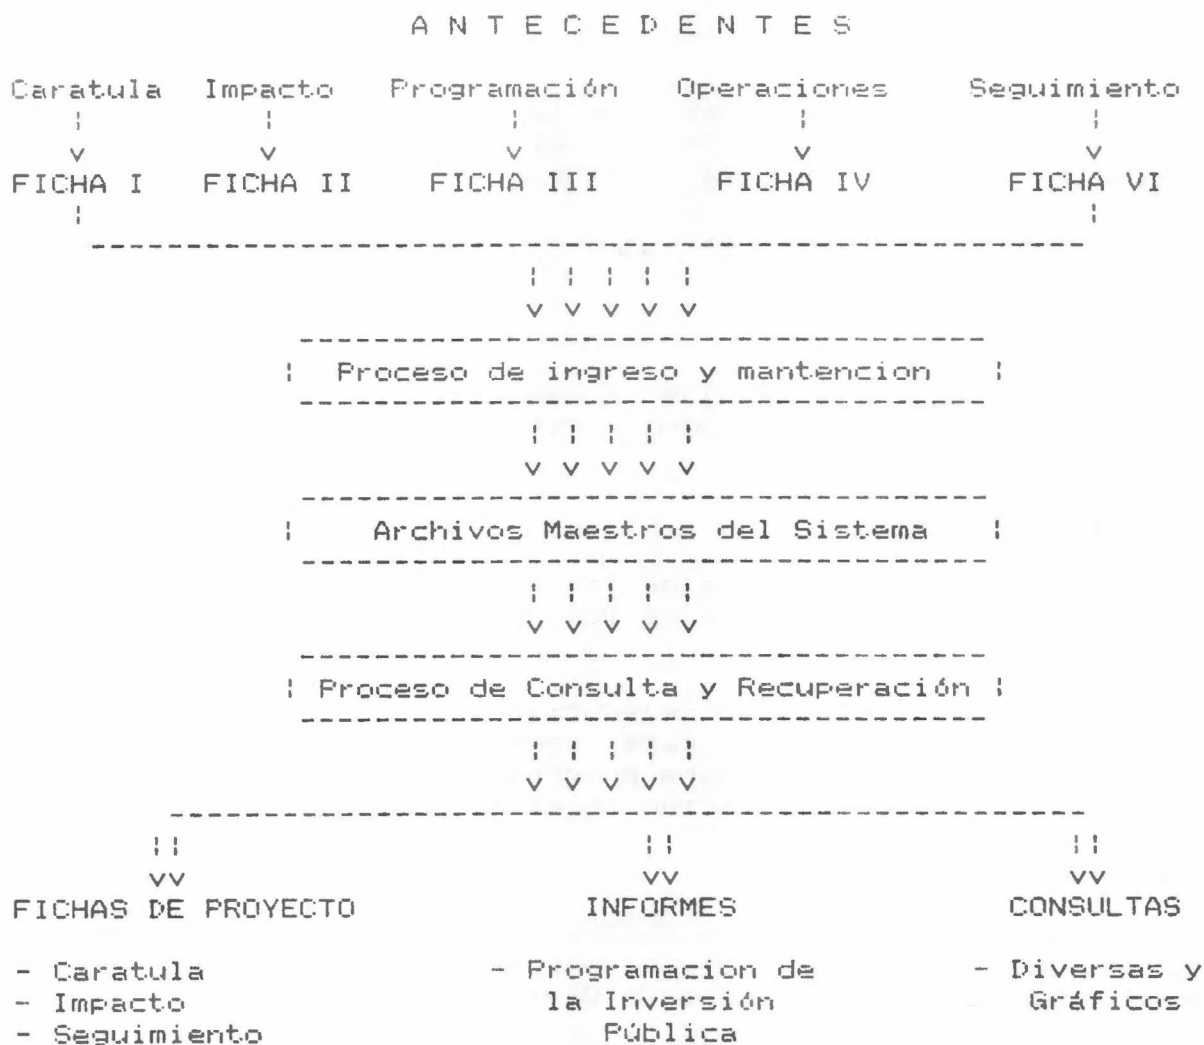 A N T E C E D E N T E S
Caratula Impacto Programación Operaciones Seguimiento
FICHA I FICHA II FICHA III FICHA IV FICHA VI
Proceso de ingreso y mantencion
Archivos Maestros del Sistema
Proceso de Consulta y Recuperación
FICHAS DE PROYECTO INFORMES CONSULTAS
- Caratula - Programacion de - Diversas y
- Impacto la Inversión Gráficos
- Seguimiento Pública